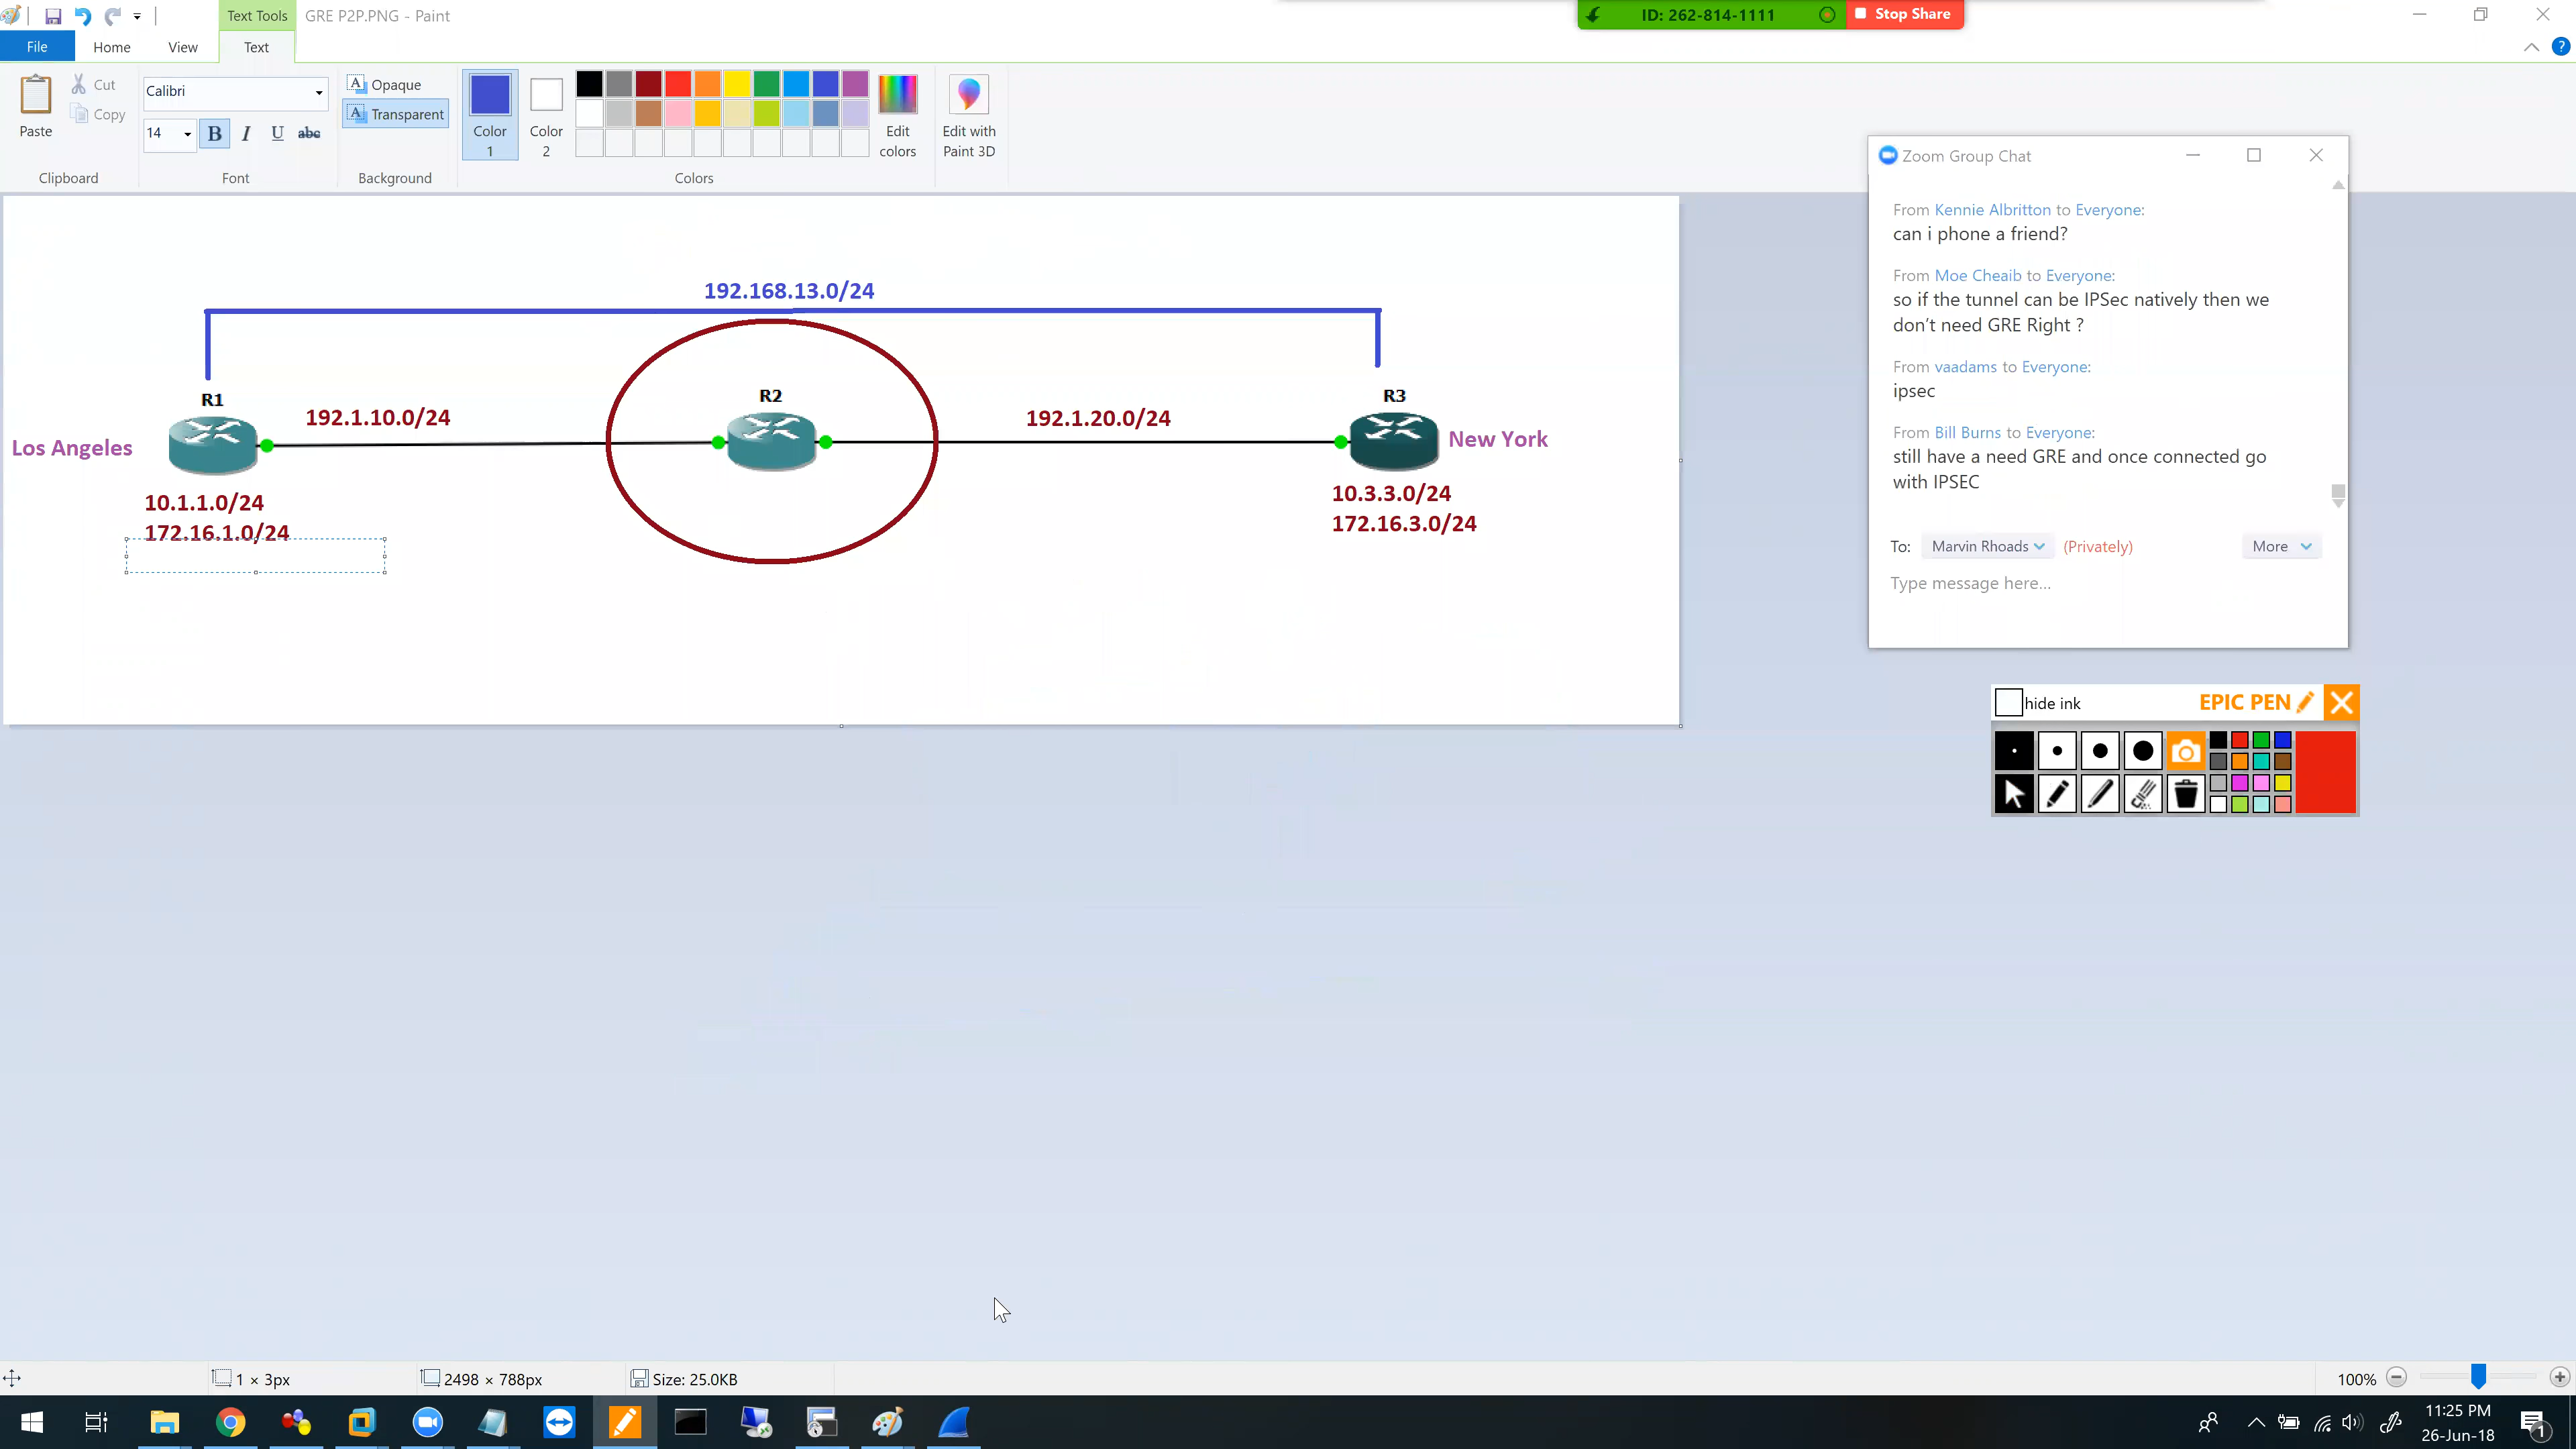 Text Tools
GRE P2P.PNG - Paint
ID: 262-814-1111
Stop Share
File
Home
View
Text
Paste
Cut
Copy
Clipboard
Calibri
14
B I U abc
Font
A Opaque
A Transparent
Background
Color 1
Color 2
Edit colors
Colors
Edit with Paint 3D
Zoom Group Chat
From Kennie Albritton to Everyone:
can i phone a friend?
From Moe Cheaib to Everyone:
so if the tunnel can be IPSec natively then we
don't need GRE Right ?
From vaadams to Everyone:
ipsec
From Bill Burns to Everyone:
still have a need GRE and once connected go
with IPSEC
To: Marvin Rhoads (Privately)
More
Type message here...
192.168.13.0/24
R1
R2
R3
192.1.10.0/24
192.1.20.0/24
Los Angeles
New York
10.1.1.0/24
172.16.1.0/24
10.3.3.0/24
172.16.3.0/24
hide ink
EPIC PEN
1 × 3px
2498 × 788px
Size: 25.0KB
100%
11:25 PM
26-Jun-18
1